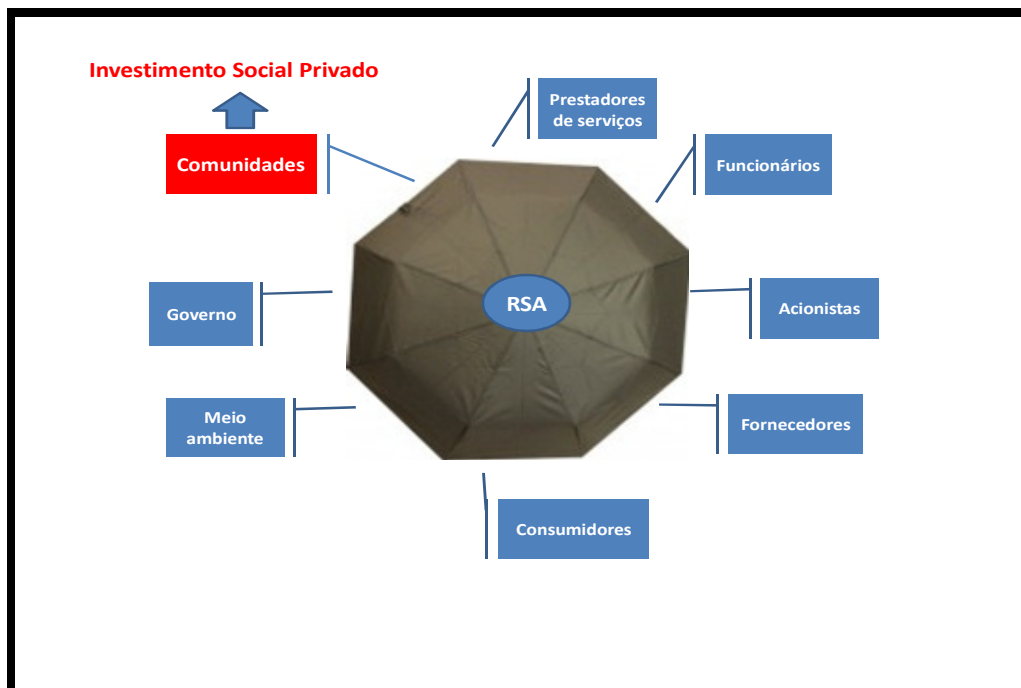 Investimento Social Privado
Prestadores
de serviços
Comunidades
Funcionários
Governo
RSA
Acionistas
Meio
ambiente
Fornecedores
Consumidores